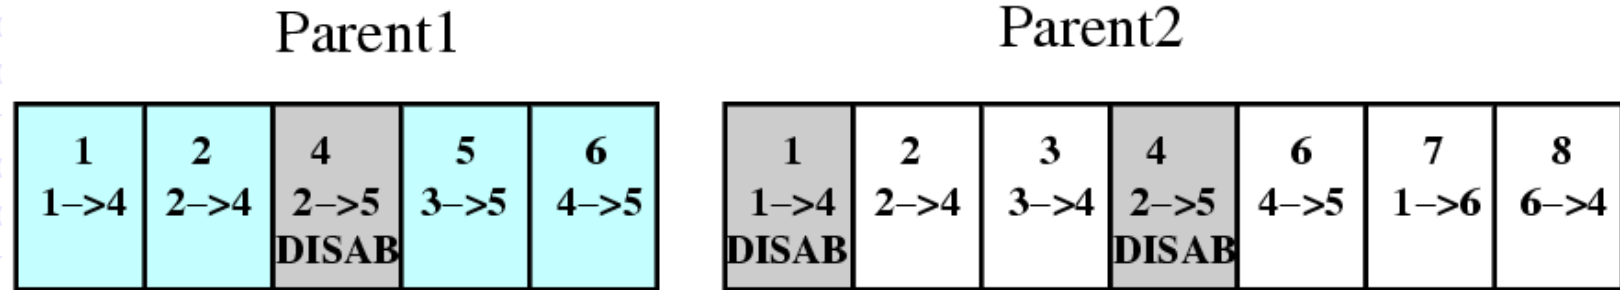 Parent1 Parent2
1 2 4 5 6 1 2 3 4 6 7 8
1−>4 2−>4 2−>5 3−>5 4−>5 1−>4 2−>4 3−>4 2−>5 4−>5 1−>6 6−>4
DISAB DISAB DISAB